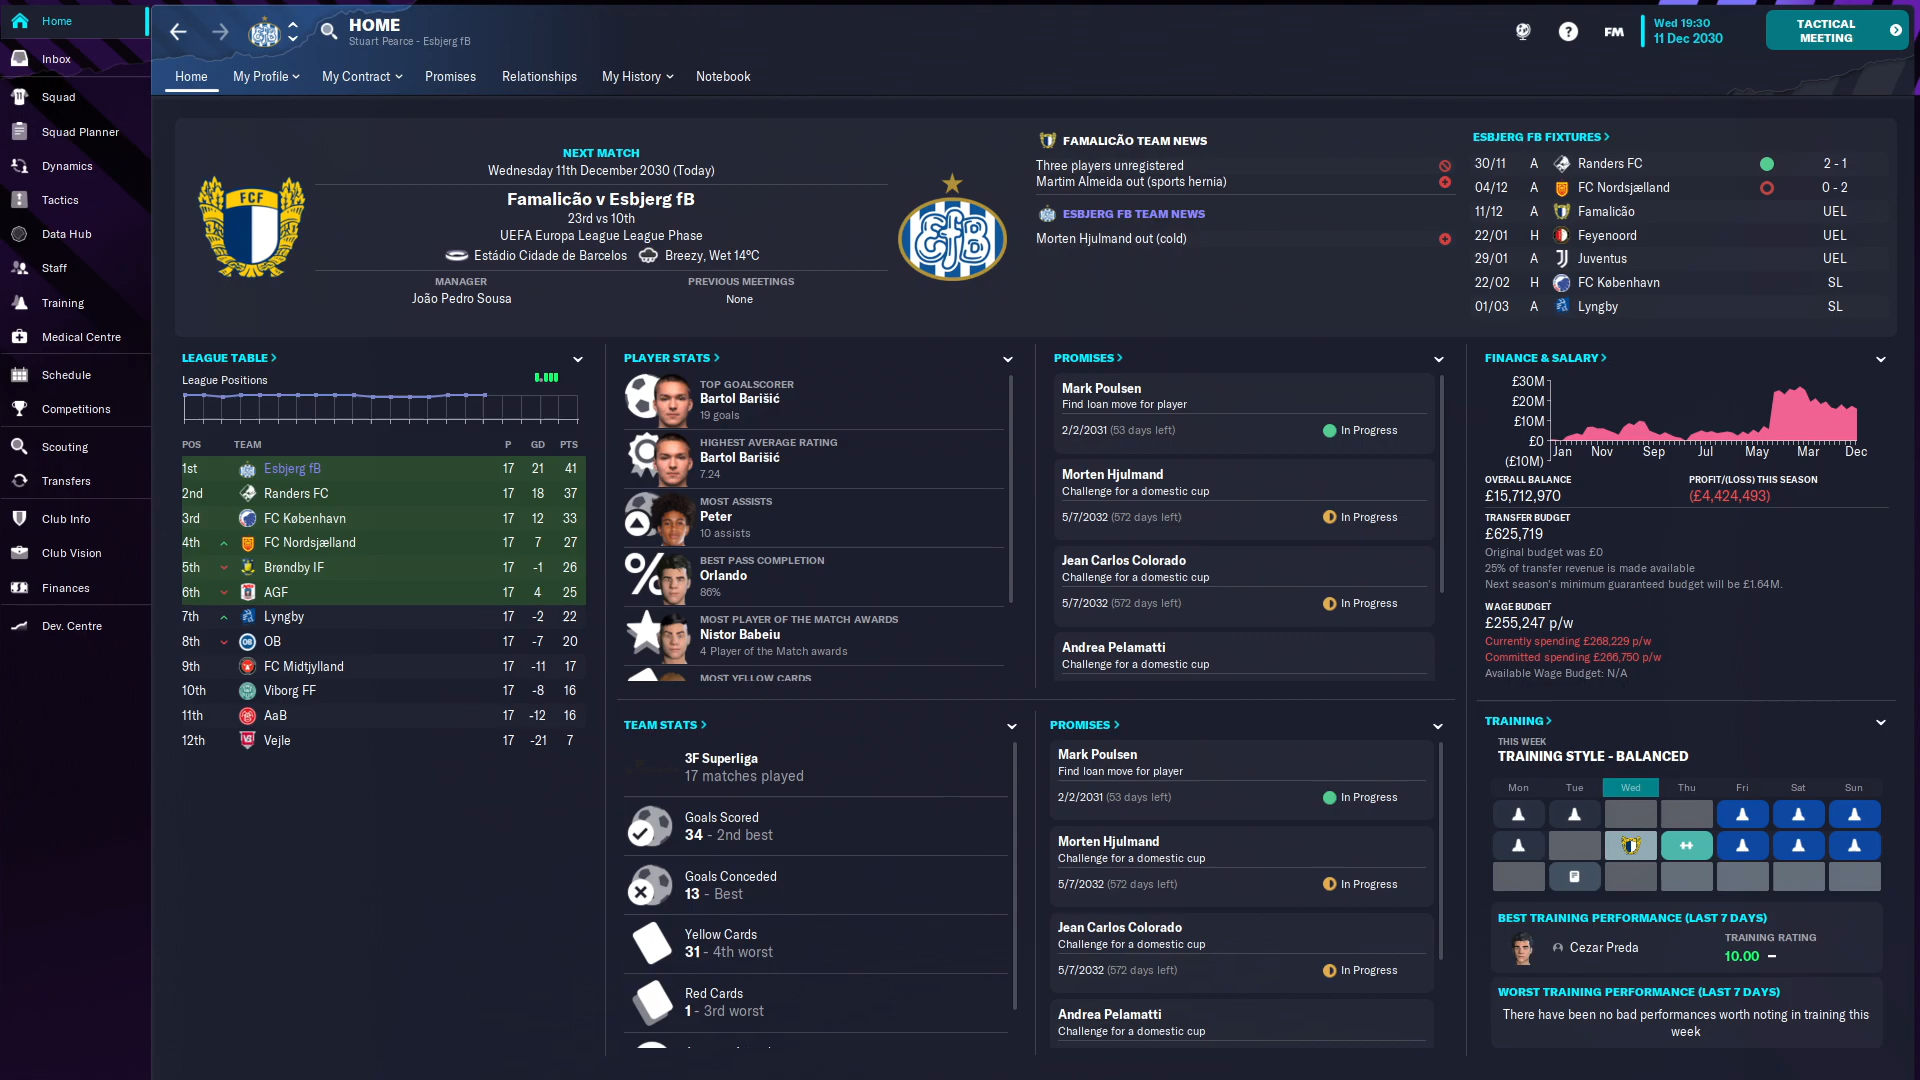 Home
Inbox
Squad
Squad Planner
Dynamics
Tactics
Data Hub
Staff
Training
Medical Centre
Schedule
Competitions
Scouting
Transfers
Club Info
Club Vision
Finances
Dev. Centre
HOME
Stuart Pearce - Esbjerg fB
FM
Wed 19:30
11 Dec 2030
TACTICAL
MEETING
Home My Profile My Contract Promises Relationships My History Notebook
NEXT MATCH
Wednesday 11th December 2030 (Today)
Famalicão v Esbjerg fB
23rd vs 10th
UEFA Europa League League Phase
Estádio Cidade de Barcelos Breezy, Wet 14ºC
MANAGER
João Pedro Sousa
PREVIOUS MEETINGS
None
FCF
EfB
FAMALICÃO TEAM NEWS
Three players unregistered
Martim Almeida out (sports hernia)
ESBJERG FB TEAM NEWS
Morten Hjulmand out (cold)
ESBJERG FB FIXTURES
30/11 A Randers FC 2 - 1
04/12 A FC Nordsjælland 0 - 2
11/12 A Famalicão UEL
22/01 H Feyenoord UEL
29/01 A Juventus UEL
22/02 H FC København SL
01/03 A Lyngby SL
LEAGUE TABLE
League Positions
POS TEAM P GD PTS
1st Esbjerg fB 17 21 41
2nd Randers FC 17 18 37
3rd FC København 17 12 33
4th FC Nordsjælland 17 7 27
5th Brøndby IF 17 -1 26
6th AGF 17 4 25
7th Lyngby 17 -2 22
8th OB 17 -7 20
9th FC Midtjylland 17 -11 17
10th Viborg FF 17 -8 16
11th AaB 17 -12 16
12th Vejle 17 -21 7
PLAYER STATS
TOP GOALSCORER
Bartol Barišić
19 goals
HIGHEST AVERAGE RATING
Bartol Barišić
7.24
MOST ASSISTS
Peter
10 assists
BEST PASS COMPLETION
Orlando
86%
MOST PLAYER OF THE MATCH AWARDS
Nistor Babeiu
4 Player of the Match awards
MOST YELLOW CARDS
PROMISES
Mark Poulsen
Find loan move for player
2/2/2031 (53 days left) In Progress
Morten Hjulmand
Challenge for a domestic cup
5/7/2032 (572 days left) In Progress
Jean Carlos Colorado
Challenge for a domestic cup
5/7/2032 (572 days left) In Progress
Andrea Pelamatti
Challenge for a domestic cup
FINANCE & SALARY
£30M
£20M
£10M
£0
(£10M)
Jan Nov Sep Jul May Mar Dec
OVERALL BALANCE
£15,712,970
PROFIT/(LOSS) THIS SEASON
(£4,424,493)
TRANSFER BUDGET
£625,719
Original budget was £0
25% of transfer revenue is made available
Next season's minimum guaranteed budget will be £1.64M.
WAGE BUDGET
£255,247 p/w
Currently spending £268,229 p/w
Committed spending £266,750 p/w
Available Wage Budget: N/A
TEAM STATS
3F Superliga
17 matches played
Goals Scored
34 - 2nd best
Goals Conceded
13 - Best
Yellow Cards
31 - 4th worst
Red Cards
1 - 3rd worst
PROMISES
Mark Poulsen
Find loan move for player
2/2/2031 (53 days left) In Progress
Morten Hjulmand
Challenge for a domestic cup
5/7/2032 (572 days left) In Progress
Jean Carlos Colorado
Challenge for a domestic cup
5/7/2032 (572 days left) In Progress
Andrea Pelamatti
Challenge for a domestic cup
TRAINING
THIS WEEK
TRAINING STYLE - BALANCED
Mon Tue Wed Thu Fri Sat Sun
BEST TRAINING PERFORMANCE (LAST 7 DAYS)
Cezar Preda
TRAINING RATING
10.00
WORST TRAINING PERFORMANCE (LAST 7 DAYS)
There have been no bad performances worth noting in training this
week